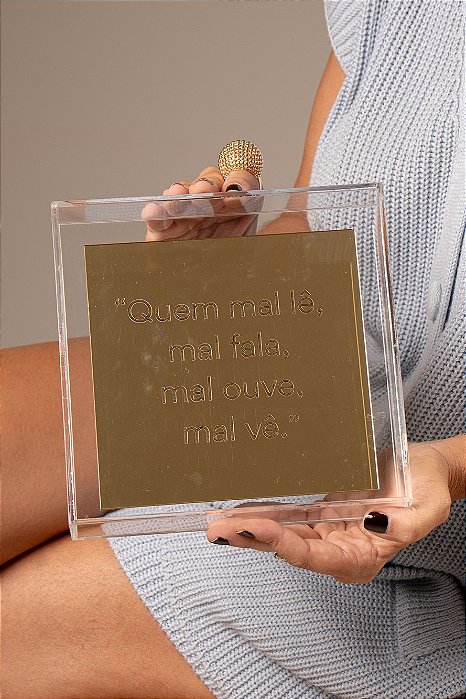 “Quem mal lê,
mal fala,
mal ouve,
mal vê.”